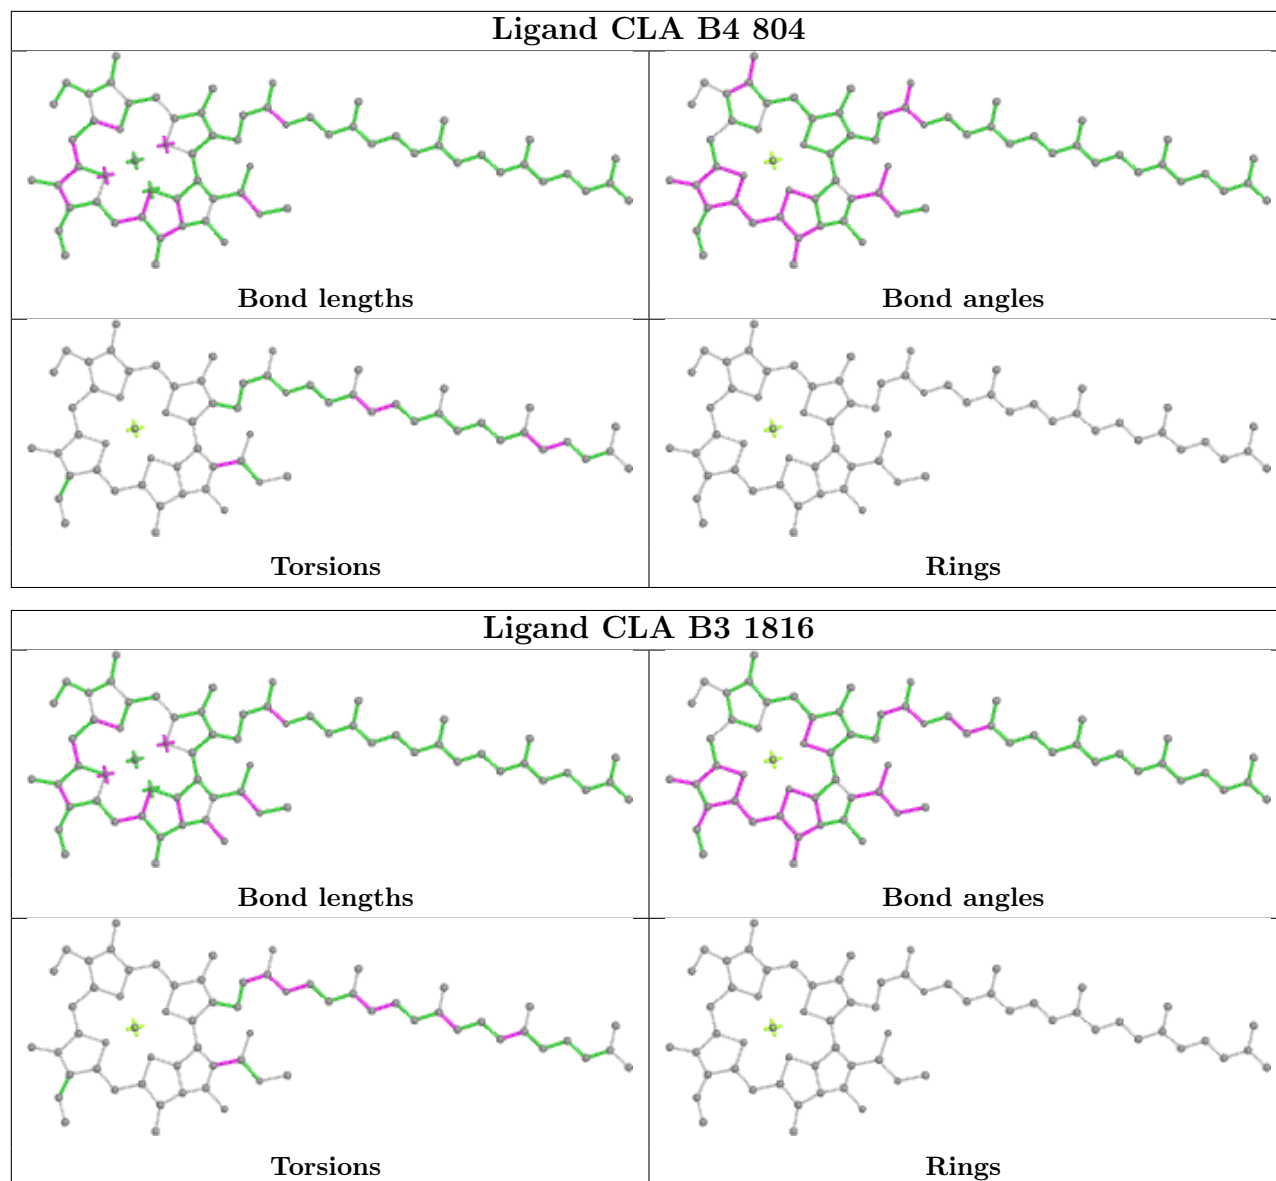 Ligand CLA B4 804
Bond lengths
Bond angles
Torsions
Rings
Ligand CLA B3 1816
Bond lengths
Bond angles
Torsions
Rings